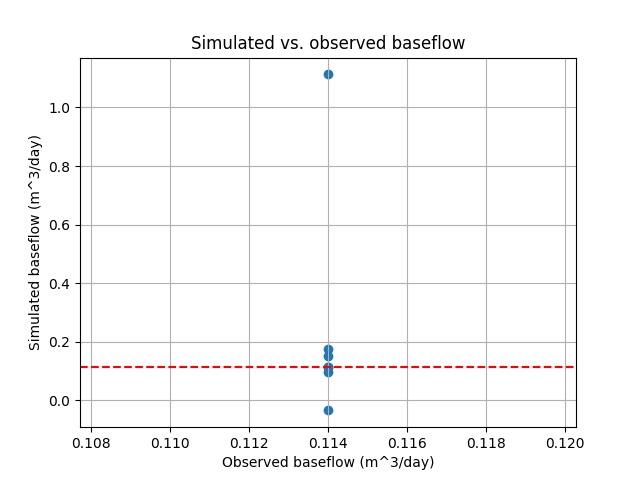 Simulated vs. observed baseflow
Simulated baseflow (m^3/day)
1.0
0.8
0.6
0.4
0.2
0.0
0.108 0.110 0.112 0.114 0.116 0.118 0.120
Observed baseflow (m^3/day)